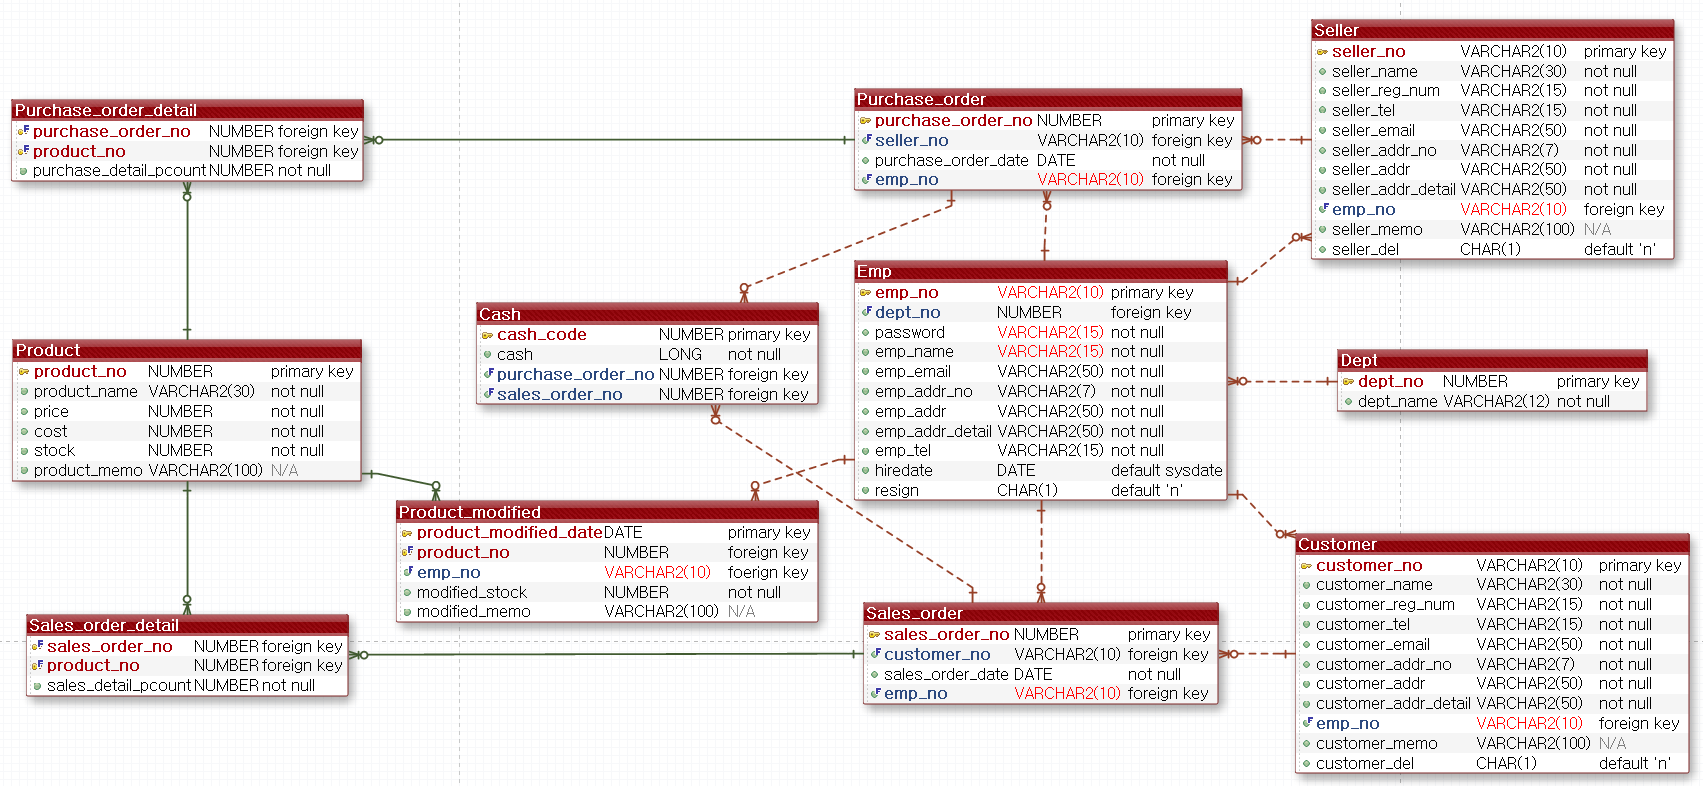 Seller
seller_no VARCHAR2(10) primary key
seller_name VARCHAR2(30) not null
seller_reg_num VARCHAR2(15) not null
seller_tel VARCHAR2(15) not null
seller_email VARCHAR2(50) not null
seller_addr_no VARCHAR2(7) not null
seller_addr VARCHAR2(50) not null
seller_addr_detail VARCHAR2(50) not null
emp_no VARCHAR2(10) foreign key
seller_memo VARCHAR2(100) N/A
seller_del CHAR(1) default 'n'
Purchase_order_detail
purchase_order_no NUMBER foreign key
product_no NUMBER foreign key
purchase_detail_pcount NUMBER not null
Purchase_order
purchase_order_no NUMBER primary key
seller_no VARCHAR2(10) foreign key
purchase_order_date DATE not null
emp_no VARCHAR2(10) foreign key
Emp
emp_no VARCHAR2(10) primary key
dept_no NUMBER foreign key
password VARCHAR2(15) not null
emp_name VARCHAR2(15) not null
emp_email VARCHAR2(50) not null
emp_addr_no VARCHAR2(7) not null
emp_addr VARCHAR2(50) not null
emp_addr_detail VARCHAR2(50) not null
emp_tel VARCHAR2(15) not null
hiredate DATE default sysdate
resign CHAR(1) default 'n'
Cash
cash_code NUMBER primary key
cash LONG not null
purchase_order_no NUMBER foreign key
sales_order_no NUMBER foreign key
Product
product_no NUMBER primary key
product_name VARCHAR2(30) not null
price NUMBER not null
cost NUMBER not null
stock NUMBER not null
product_memo VARCHAR2(100) N/A
Dept
dept_no NUMBER primary key
dept_name VARCHAR2(12) not null
Product_modified
product_modified_date DATE primary key
product_no NUMBER foreign key
emp_no VARCHAR2(10) foerign key
modified_stock NUMBER not null
modified_memo VARCHAR2(100) N/A
Customer
customer_no VARCHAR2(10) primary key
customer_name VARCHAR2(30) not null
customer_reg_num VARCHAR2(15) not null
customer_tel VARCHAR2(15) not null
customer_email VARCHAR2(50) not null
customer_addr_no VARCHAR2(7) not null
customer_addr VARCHAR2(50) not null
customer_addr_detail VARCHAR2(50) not null
emp_no VARCHAR2(10) foreign key
customer_memo VARCHAR2(100) N/A
customer_del CHAR(1) default 'n'
Sales_order_detail
sales_order_no NUMBER foreign key
product_no NUMBER foreign key
sales_detail_pcount NUMBER not null
Sales_order
sales_order_no NUMBER primary key
customer_no VARCHAR2(10) foreign key
sales_order_date DATE not null
emp_no VARCHAR2(10) foreign key